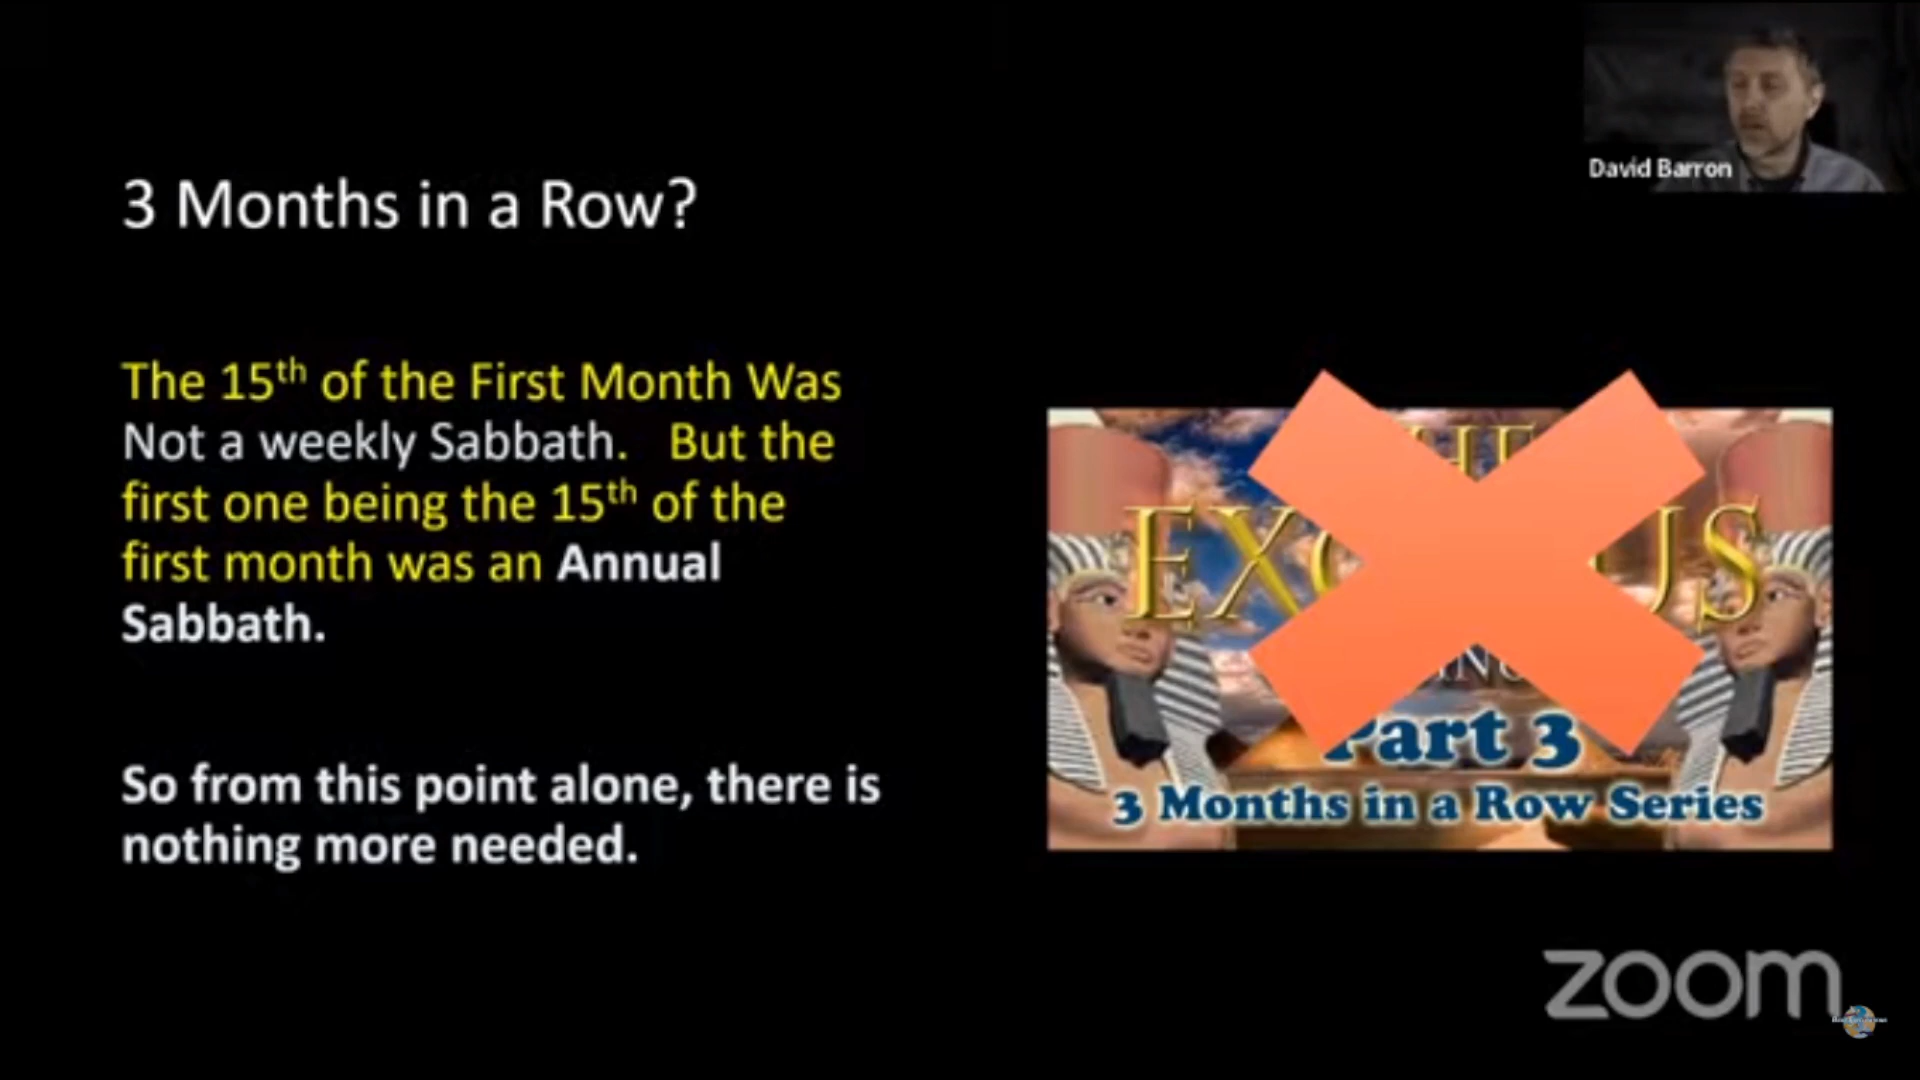 David Barron
3 Months in a Row?
The 15th of the First Month Was
Not a weekly Sabbath. But the
first one being the 15th of the
first month was an Annual
Sabbath.
So from this point alone, there is
nothing more needed.
Part 3
3 Months in a Row Series
zoom